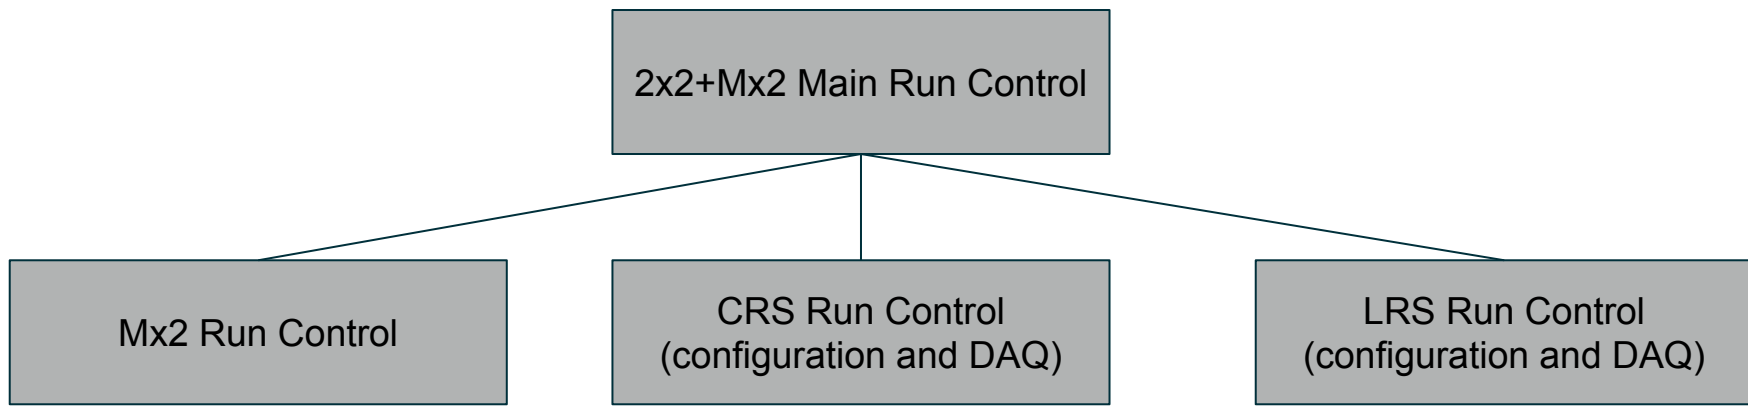 2x2+Mx2 Main Run Control
Mx2 Run Control
CRS Run Control
(configuration and DAQ)
LRS Run Control
(configuration and DAQ)